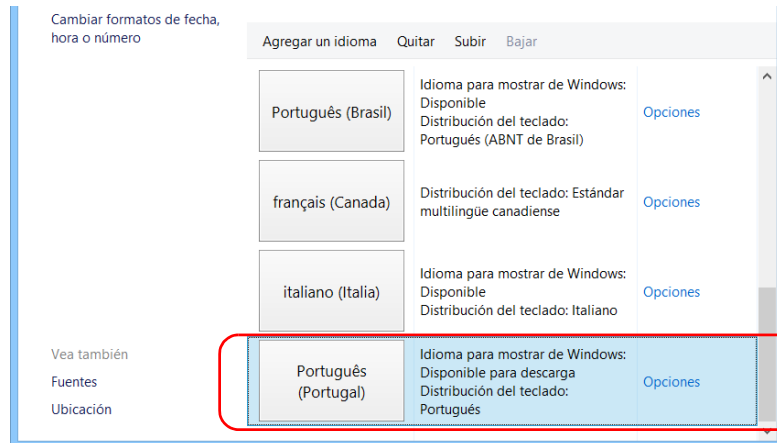 Cambiar formatos de fecha,
hora o número
Agregar un idioma Quitar Subir Bajar
Português (Brasil)
Idioma para mostrar de Windows:
Disponible
Distribución del teclado:
Portugués (ABNT de Brasil)
Opciones
français (Canada)
Distribución del teclado: Estándar
multilingüe canadiense
Opciones
italiano (Italia)
Idioma para mostrar de Windows:
Disponible
Distribución del teclado: Italiano
Opciones
Português
(Portugal)
Idioma para mostrar de Windows:
Disponible para descarga
Distribución del teclado:
Portugués
Opciones
Vea también
Fuentes
Ubicación